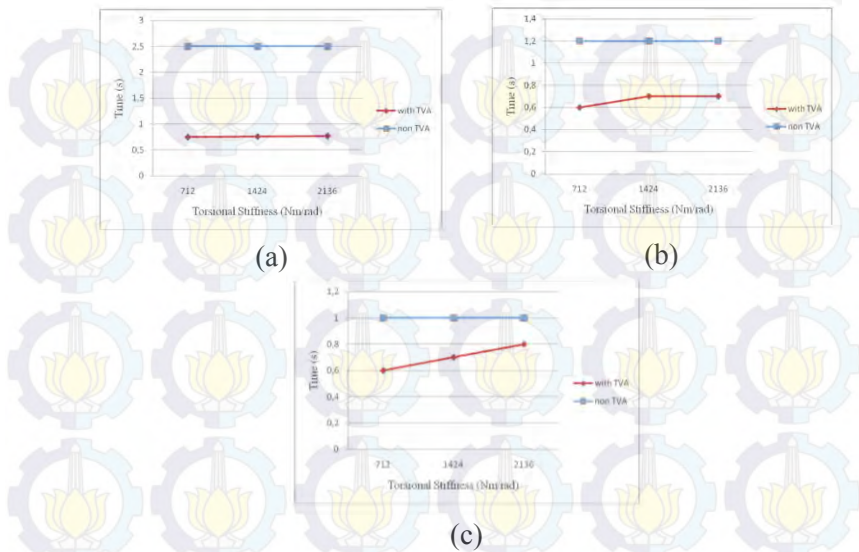 3
2.5
2
1.5
1
0.5
0
712 1424 2136
Time (s)
Torsional Stiffness (Nm/rad)
with TVA
non TVA
(a)
1,4
1,2
1
0,8
0,6
0,4
0,2
0
712 1424 2136
Time (s)
Torsional Stiffness (Nm/rad)
with TVA
non TVA
(b)
1,2
1
0,8
0,6
0,4
0,2
0
712 1424 2136
Time (s)
Torsional Stiffness (Nm/rad)
with TVA
non TVA
(c)